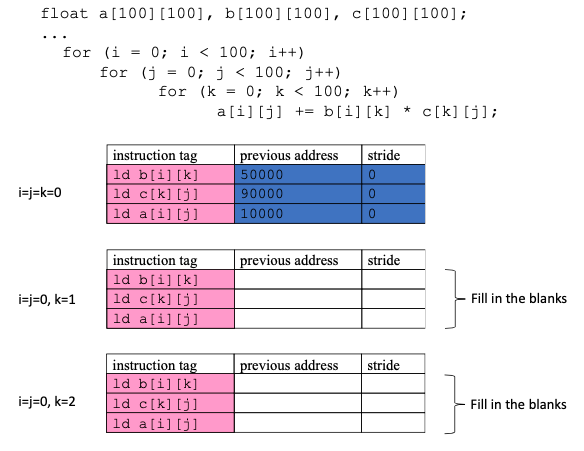 float a[100][100], b[100][100], c[100][100];
...
for (i = 0; i < 100; i++)
for (j = 0; j < 100; j++)
for (k = 0; k < 100; k++)
a[i][j] += b[i][k] * c[k][j];
instruction tag previous address stride
ld b[i][k] 50000 0
i=j=k=0 ld c[k][j] 90000 0
ld a[i][j] 10000 0
instruction tag previous address stride
ld b[i][k]
i=j=0, k=1 ld c[k][j] Fill in the blanks
ld a[i][j]
instruction tag previous address stride
ld b[i][k]
i=j=0, k=2 ld c[k][j] Fill in the blanks
ld a[i][j]